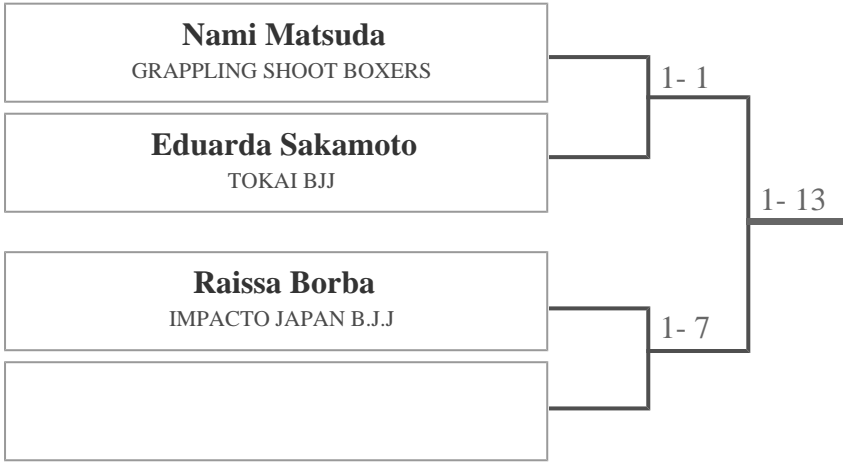 Nami Matsuda
GRAPPLING SHOOT BOXERS
1- 1
Eduarda Sakamoto
TOKAI BJJ
1- 13
Raissa Borba
IMPACTO JAPAN B.J.J
1- 7